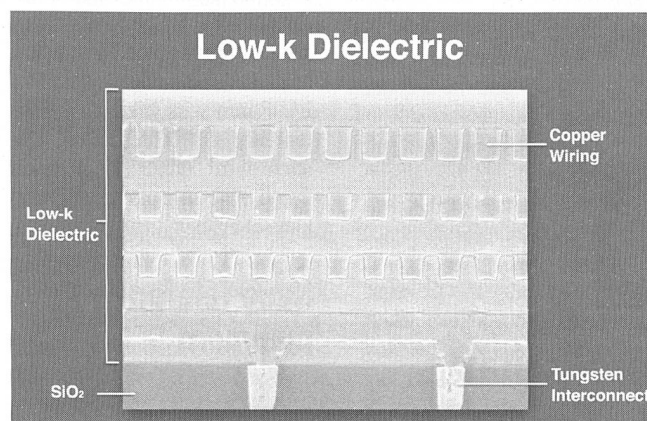 Low-k Dielectric
Copper
Wiring
Low-k
Dielectric
SiO₂
Tungsten
Interconnect